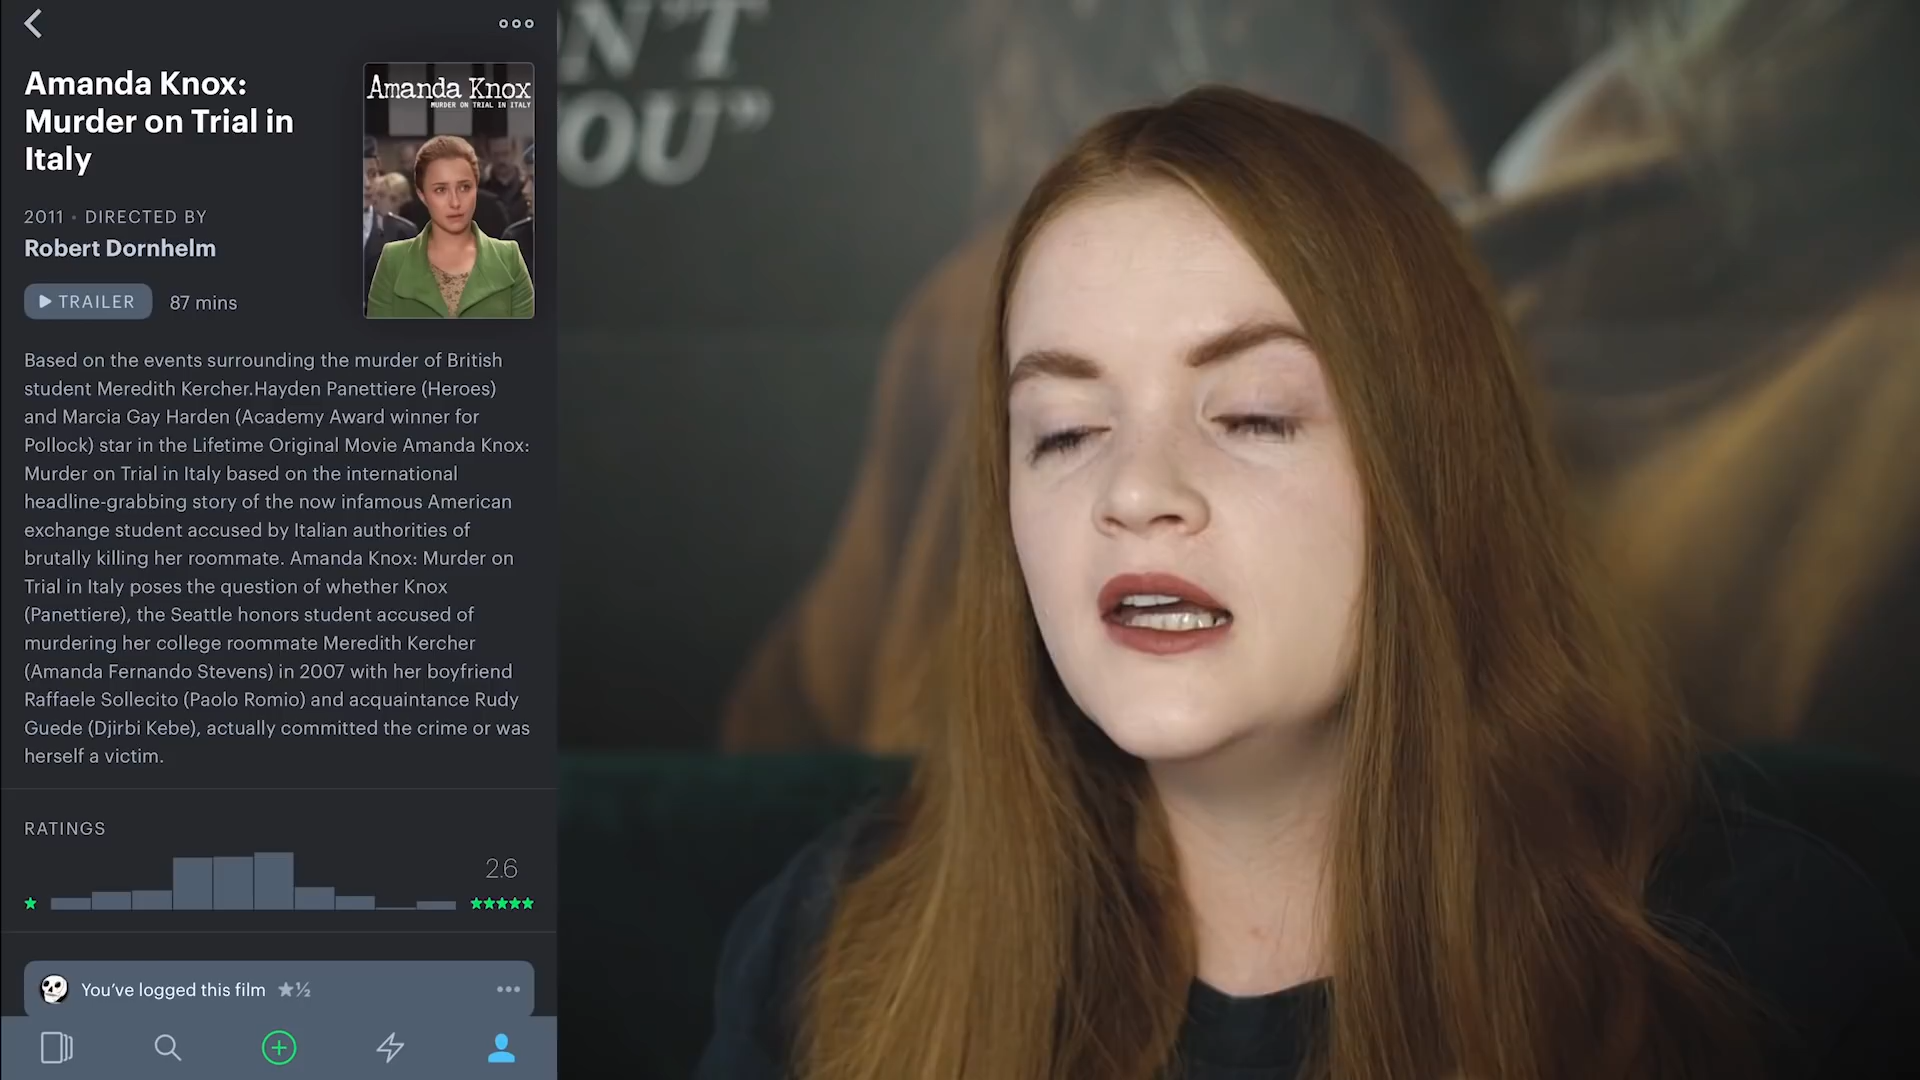 Amanda Knox:
Murder on Trial in
Italy
2011 • DIRECTED BY
Robert Dornhelm
TRAILER 87 mins
Amanda Knox
MURDER ON TRIAL IN ITALY
Based on the events surrounding the murder of British
student Meredith Kercher.Hayden Panettiere (Heroes)
and Marcia Gay Harden (Academy Award winner for
Pollock) star in the Lifetime Original Movie Amanda Knox:
Murder on Trial in Italy based on the international
headline-grabbing story of the now infamous American
exchange student accused by Italian authorities of
brutally killing her roommate. Amanda Knox: Murder on
Trial in Italy poses the question of whether Knox
(Panettiere), the Seattle honors student accused of
murdering her college roommate Meredith Kercher
(Amanda Fernando Stevens) in 2007 with her boyfriend
Raffaele Sollecito (Paolo Romio) and acquaintance Rudy
Guede (Djirbi Kebe), actually committed the crime or was
herself a victim.
RATINGS
2.6
You’ve logged this film ★½
N'T
OU”